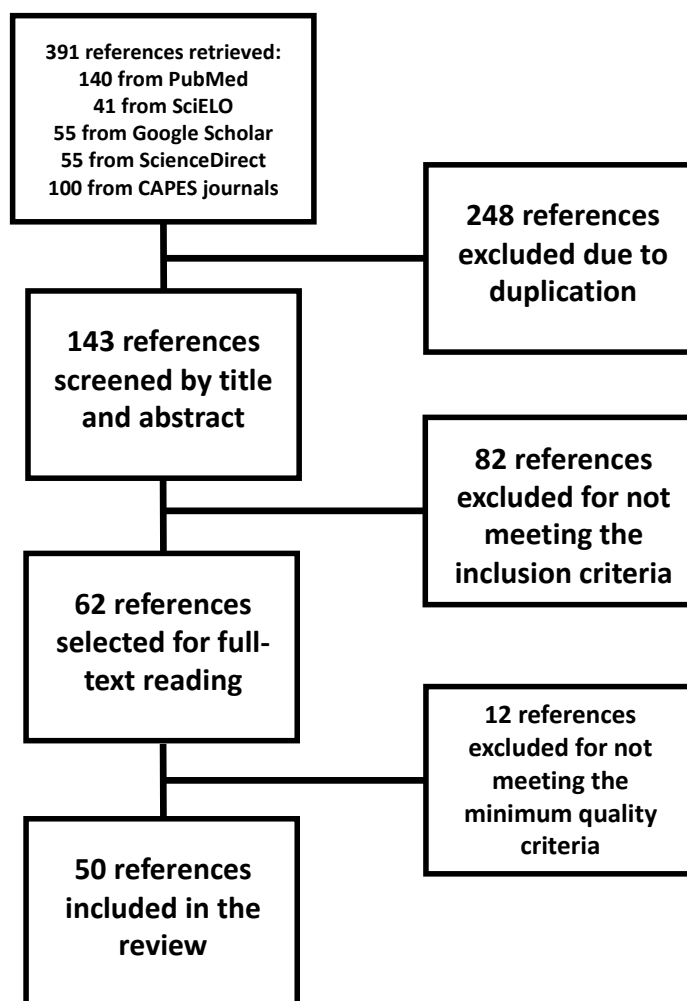 391 references retrieved:
140 from PubMed
41 from SciELO
55 from Google Scholar
55 from ScienceDirect
100 from CAPES journals
248 references
excluded due to
duplication
143 references
screened by title
and abstract
82 references
excluded for not
meeting the
inclusion criteria
62 references
selected for full-
text reading
12 references
excluded for not
meeting the
minimum quality
criteria
50 references
included in the
review